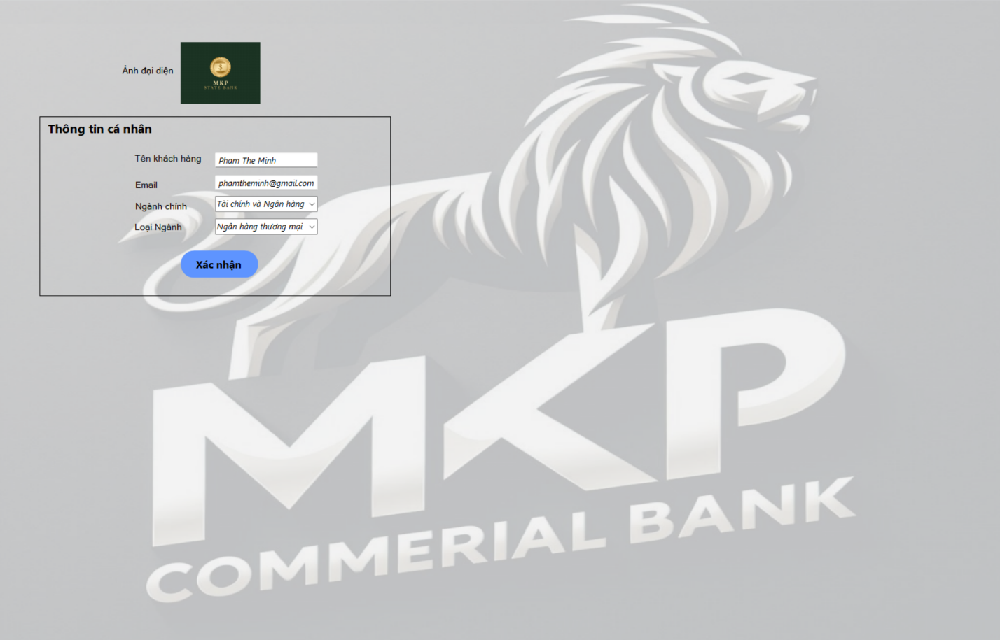 Ảnh đại diện
MKP
STATE BANK
Thông tin cá nhân
Tên khách hàng
Pham The Minh
Email
phamtheminh@gmail.com
Ngành chính
Tài chính và Ngân hàng
Loại Ngành
Ngân hàng thương mại
Xác nhận
MKP
COMMERIAL BANK